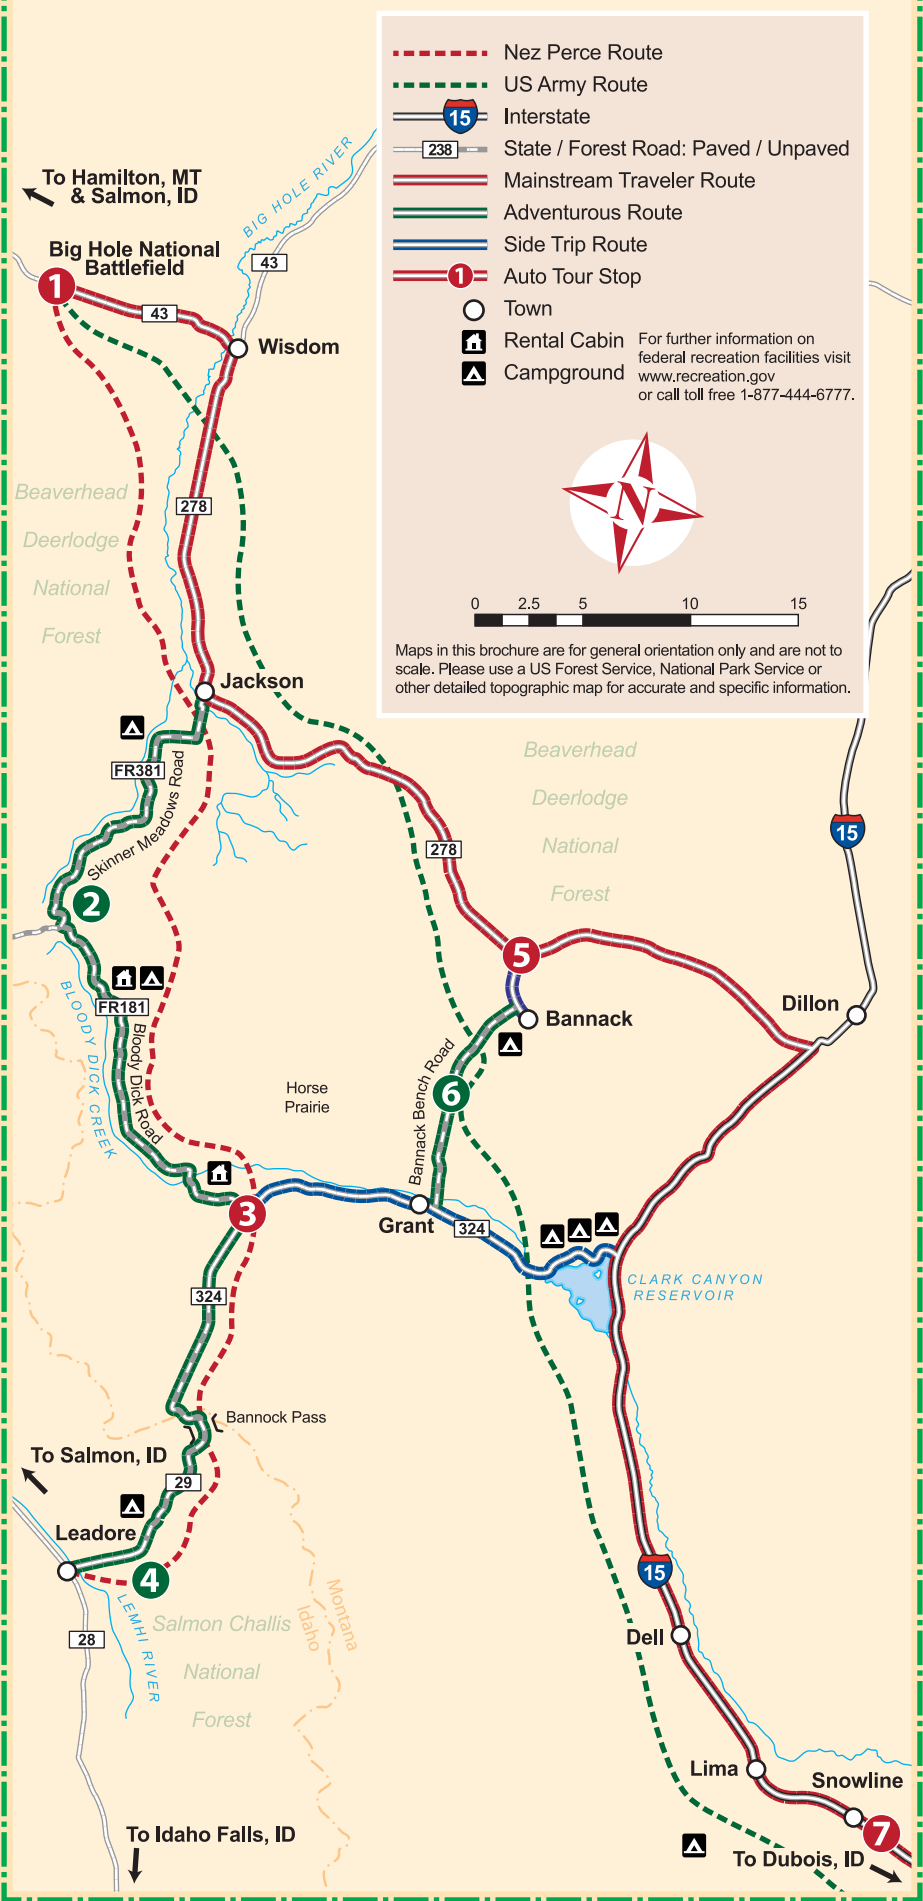 Nez Perce Route
US Army Route
15
Interstate
238
State / Forest Road: Paved / Unpaved
Mainstream Traveler Route
Adventurous Route
Side Trip Route
1
Auto Tour Stop
Town
Rental Cabin
Campground
For further information on
federal recreation facilities visit
www.recreation.gov
or call toll free 1-877-444-6777.
N
0 2.5 5 10 15
Maps in this brochure are for general orientation only and are not to
scale. Please use a US Forest Service, National Park Service or
other detailed topographic map for accurate and specific information.
To Hamilton, MT
& Salmon, ID
BIG HOLE RIVER
Big Hole National
Battlefield
43
1
43
Wisdom
Beaverhead
Deerlodge
National
Forest
278
Jackson
FR381
Skinner Meadows Road
Beaverhead
Deerlodge
National
Forest
15
278
2
5
FR181
BLOODY DICK CREEK
Bloody Dick Road
Dillon
Bannack
Bannack Bench Road
6
Horse
Prairie
3
Grant
324
CLARK CANYON
RESERVOIR
324
Bannock Pass
To Salmon, ID
29
Leadore
4
LEMHI RIVER
15
Montana
Idaho
Salmon Challis
National
Forest
28
Dell
Lima
Snowline
7
To Dubois, ID
To Idaho Falls, ID